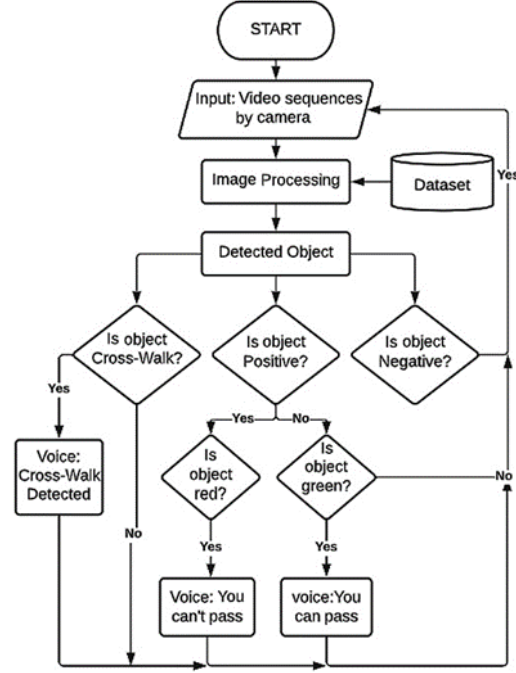 START
Input: Video sequences
by camera
Yes
Image Processing
Dataset
Detected Object
Is object
Cross-Walk?
Is object
Positive?
Is object
Negative?
Yes
Yes
No
Voice:
Cross-Walk
Detected
Is
object
red?
Is
object
green?
No
No
Yes
Yes
Voice: You
can't pass
voice:You
can pass